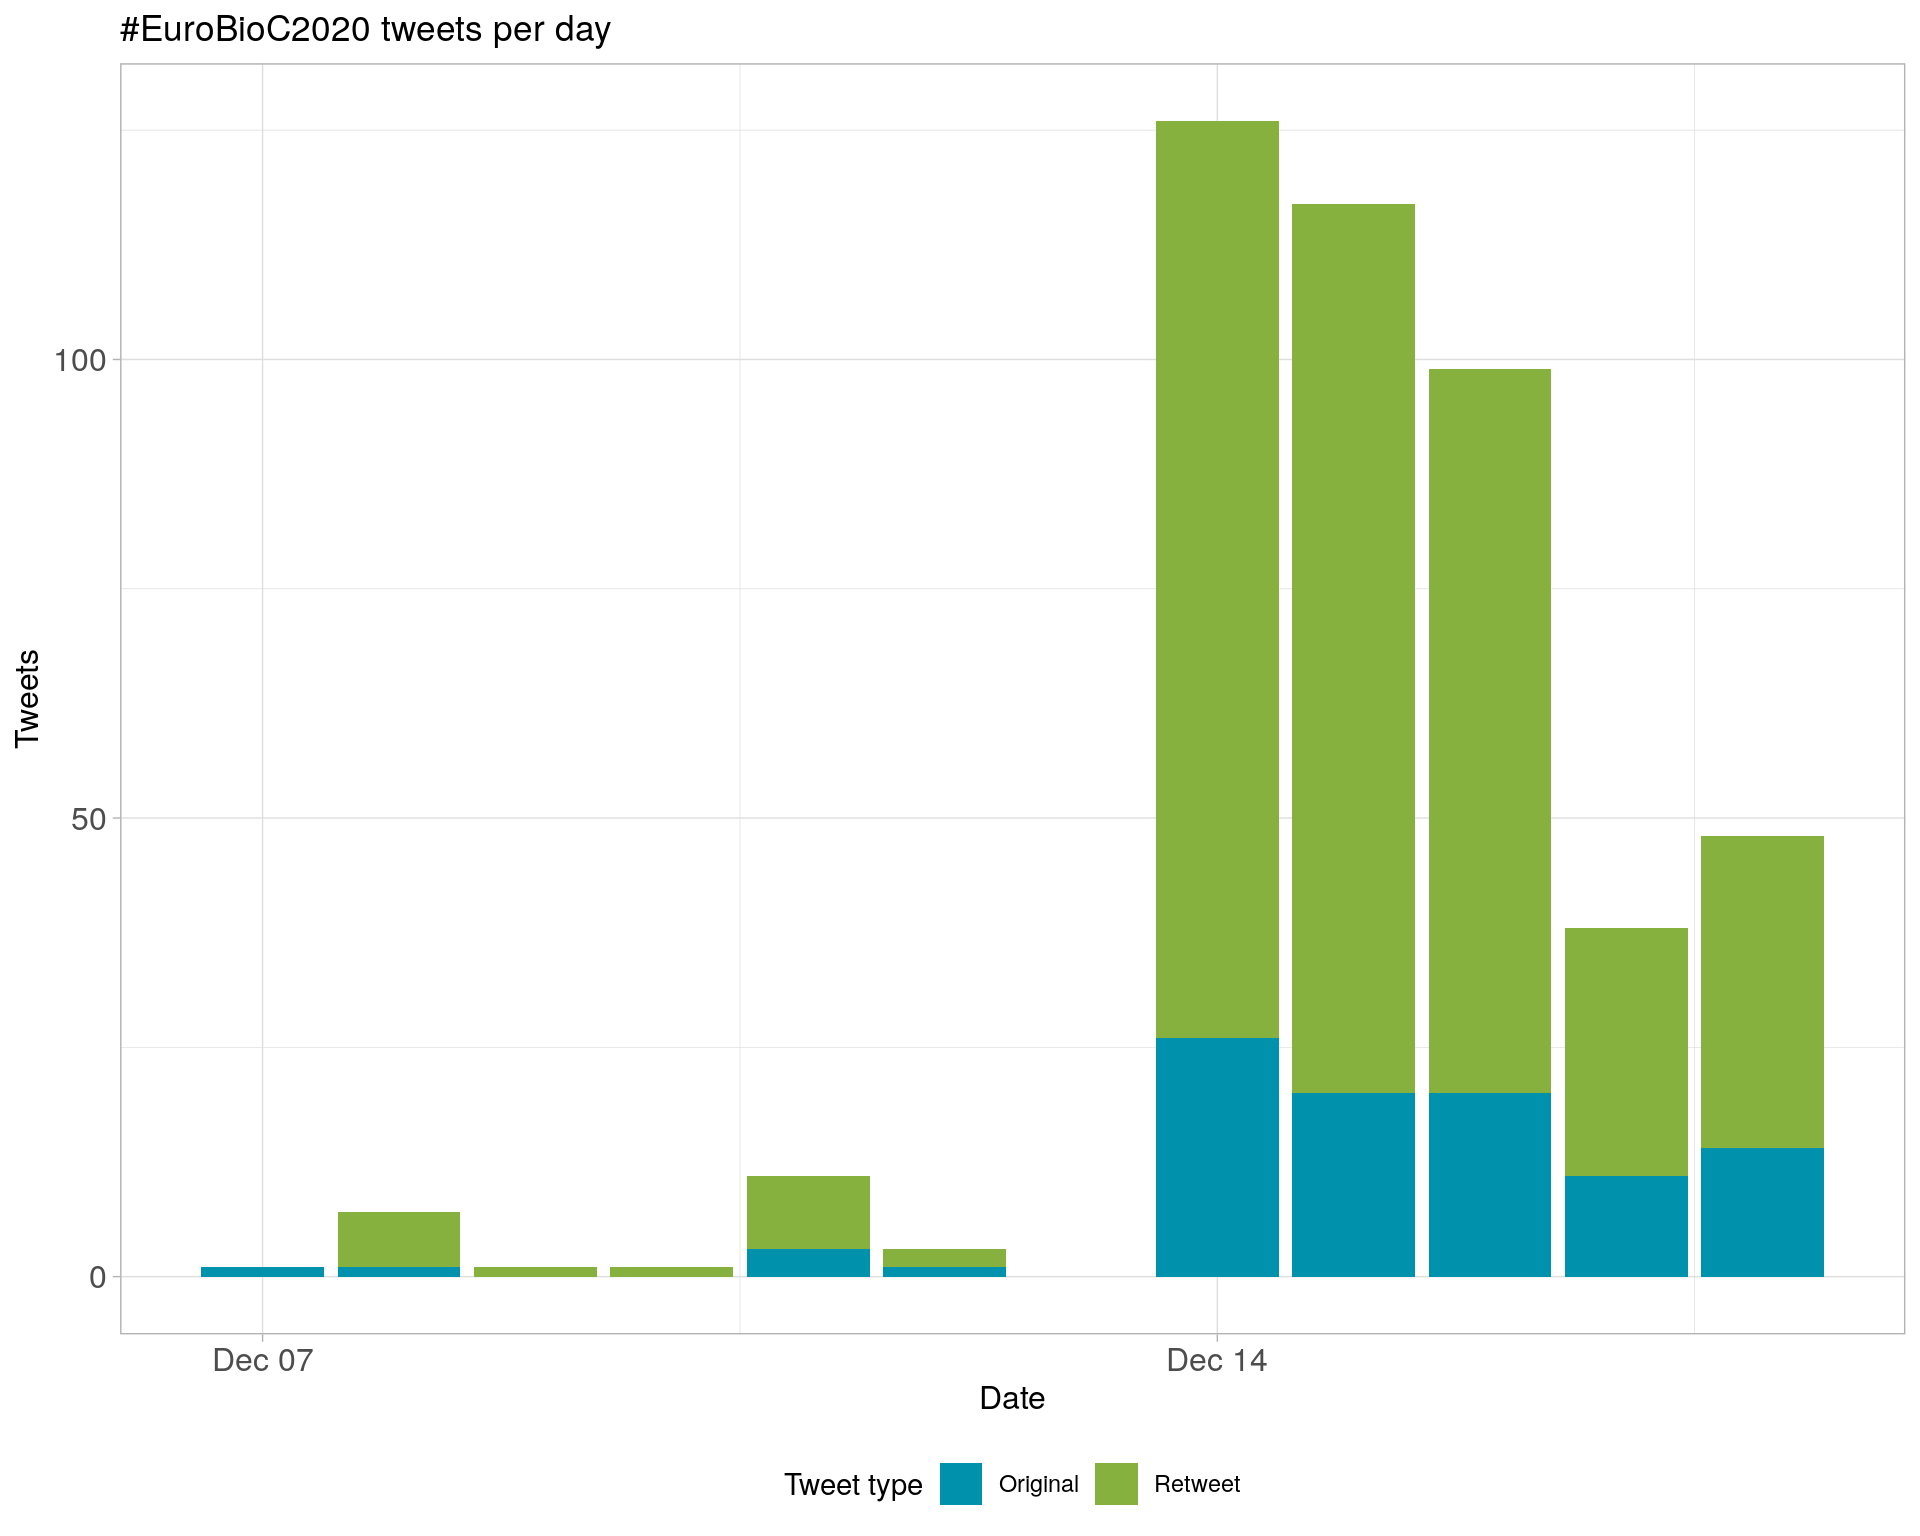 #EuroBioC2020 tweets per day
Tweets
100
50
0
Dec 07
Dec 14
Date
Tweet type
Original
Retweet